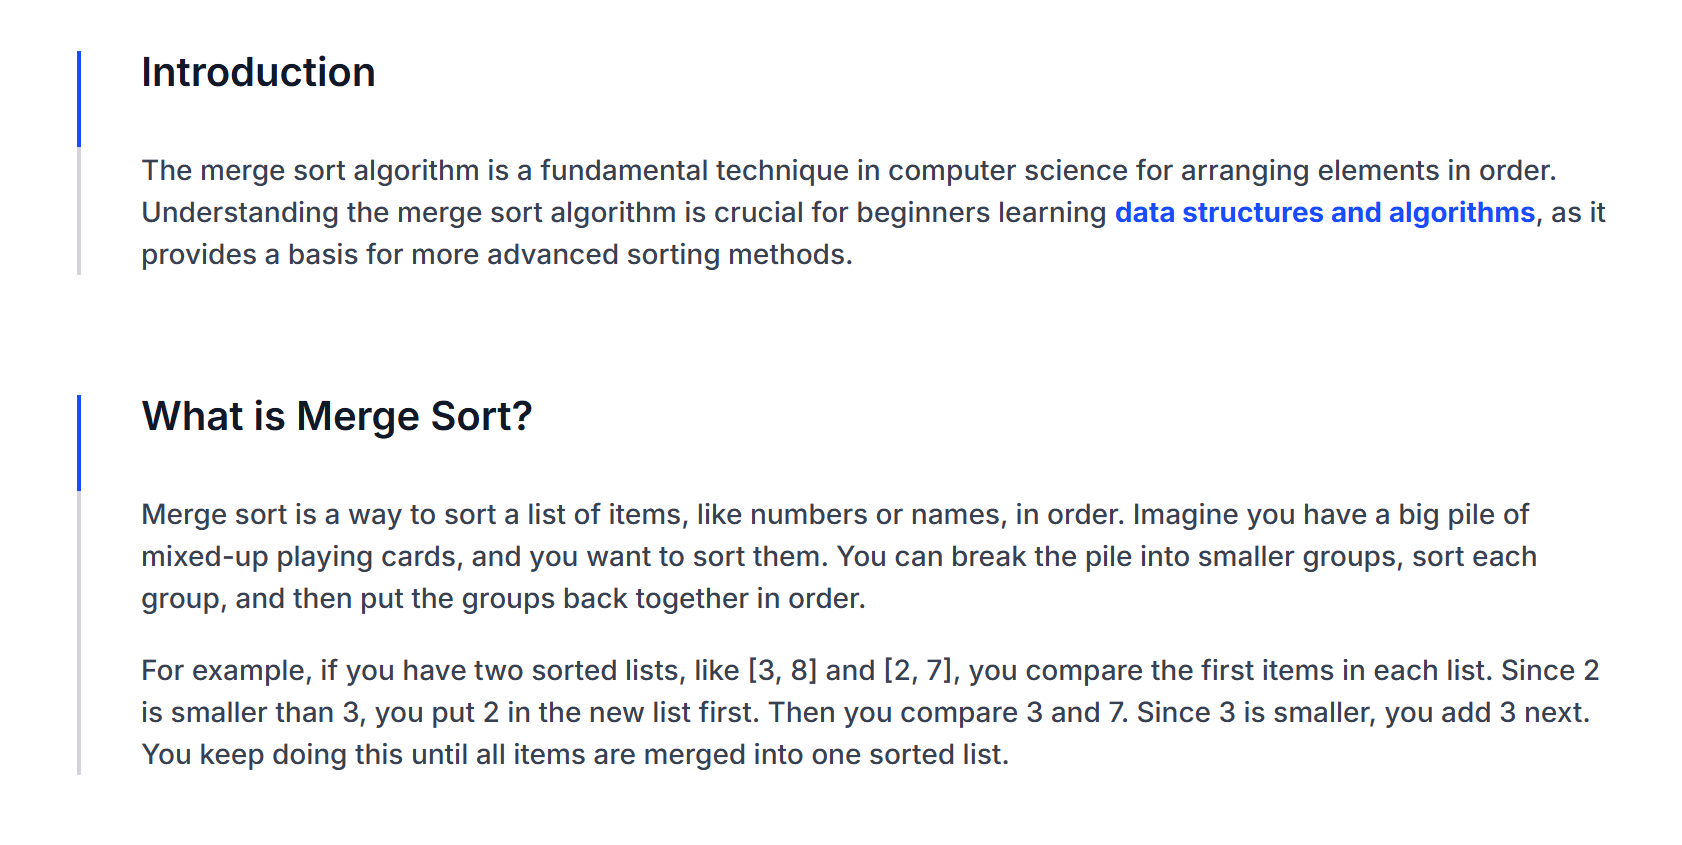 Introduction
The merge sort algorithm is a fundamental technique in computer science for arranging elements in order.
Understanding the merge sort algorithm is crucial for beginners learning data structures and algorithms, as it
provides a basis for more advanced sorting methods.
What is Merge Sort?
Merge sort is a way to sort a list of items, like numbers or names, in order. Imagine you have a big pile of
mixed-up playing cards, and you want to sort them. You can break the pile into smaller groups, sort each
group, and then put the groups back together in order.
For example, if you have two sorted lists, like [3, 8] and [2, 7], you compare the first items in each list. Since 2
is smaller than 3, you put 2 in the new list first. Then you compare 3 and 7. Since 3 is smaller, you add 3 next.
You keep doing this until all items are merged into one sorted list.